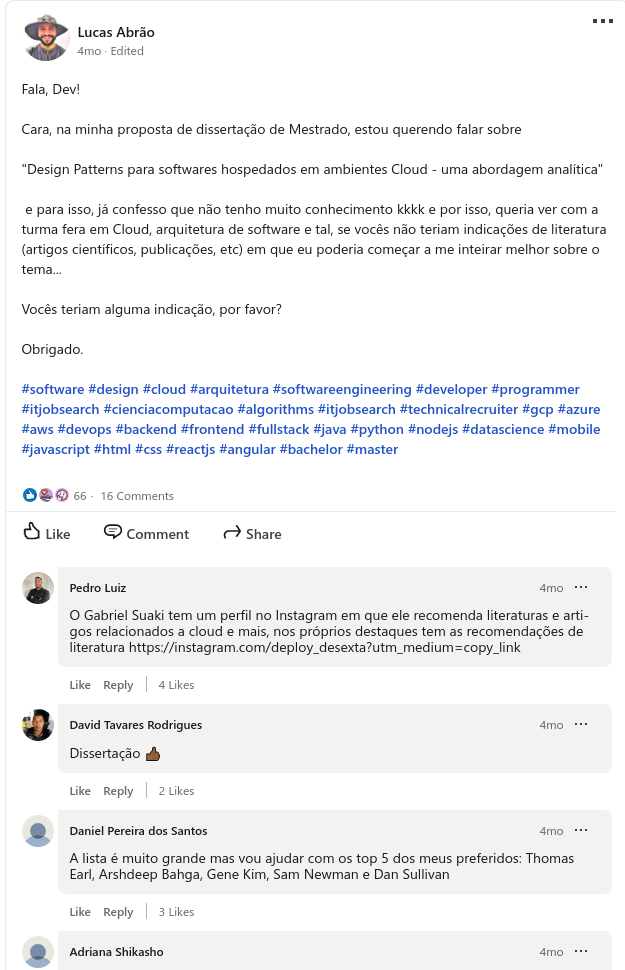 Lucas Abrão
4mo · Edited
Fala, Dev!
Cara, na minha proposta de dissertação de Mestrado, estou querendo falar sobre
"Design Patterns para softwares hospedados em ambientes Cloud - uma abordagem analítica"
e para isso, já confesso que não tenho muito conhecimento kkkk e por isso, queria ver com a
turma fera em Cloud, arquitetura de software e tal, se vocês não teriam indicações de literatura
(artigos científicos, publicações, etc) em que eu poderia começar a me inteirar melhor sobre o
tema...
Vocês teriam alguma indicação, por favor?
Obrigado.
#software #design #cloud #arquitetura #softwareengineering #developer #programmer
#itjobsearch #cienciacomputacao #algorithms #itjobsearch #technicalrecruiter #gcp #azure
#aws #devops #backend #frontend #fullstack #java #python #nodejs #datascience #mobile
#javascript #html #css #reactjs #angular #bachelor #master
66 · 16 Comments
Like Comment Share
Pedro Luiz 4mo
O Gabriel Suaki tem um perfil no Instagram em que ele recomenda literaturas e arti-
gos relacionados a cloud e mais, nos próprios destaques tem as recomendações de
literatura https://instagram.com/deploy_desexta?utm_medium=copy_link
Like Reply 4 Likes
David Tavares Rodrigues 4mo
Dissertação 👍🏾
Like Reply 2 Likes
Daniel Pereira dos Santos 4mo
A lista é muito grande mas vou ajudar com os top 5 dos meus preferidos: Thomas
Earl, Arshdeep Bahga, Gene Kim, Sam Newman e Dan Sullivan
Like Reply 3 Likes
Adriana Shikasho 4mo